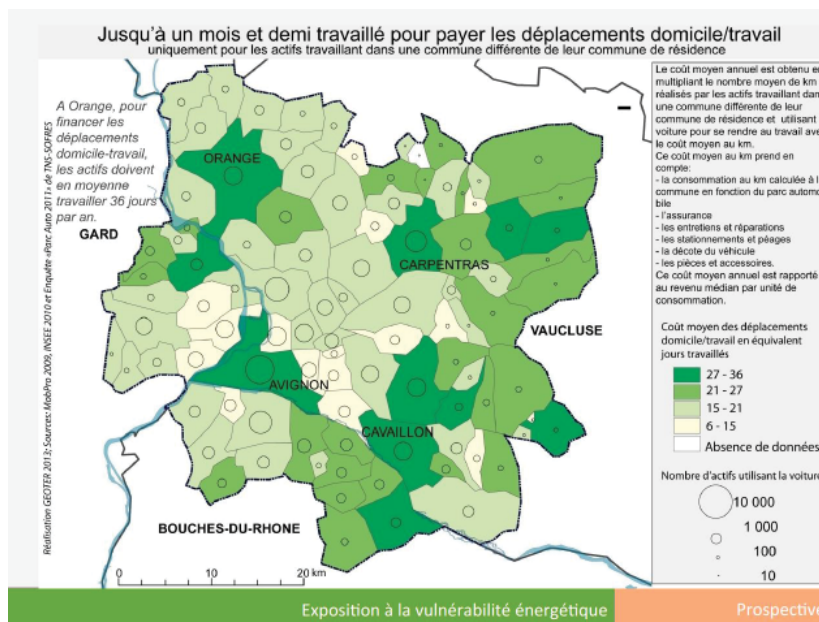 Jusqu'à un mois et demi travaillé pour payer les déplacements domicile/travail
uniquement pour les actifs travaillant dans une commune différente de leur commune de résidence
A Orange, pour
financer les
déplacements
domicile-travail,
les actifs doivent
en moyenne
travailler 36 jours
par an.
ORANGE
GARD
CARPENTRAS
VAUCLUSE
AVIGNON
CAVAILLON
BOUCHES-DU-RHONE
0 10 20 km
Réalisation GEOTER 2013; Sources: MobPro 2009, INSEE 2010 et Enquête «Parc Auto 2011» de TNS-SOFRES
Le coût moyen annuel est obtenu en
multipliant le nombre moyen de km
réalisés par les actifs travaillant dans
une commune différente de leur
commune de résidence et utilisant
voiture pour se rendre au travail ave
le coût moyen au km.
Ce coût moyen au km prend en
compte:
- la consommation au km calculée à l
commune en fonction du parc automo
bile
- l'assurance
- les entretiens et réparations
- les stationnements et péages
- la décote du véhicule
- les pièces et accessoires.
Ce coût moyen annuel est rapporté
au revenu médian par unité de
consommation.
Coût moyen des déplacements
domicile/travail en équivalent
jours travaillés
27 - 36
21 - 27
15 - 21
6 - 15
Absence de données
Nombre d'actifs utilisant la voiture
10 000
1 000
100
10
Exposition à la vulnérabilité énergétique
Prospective